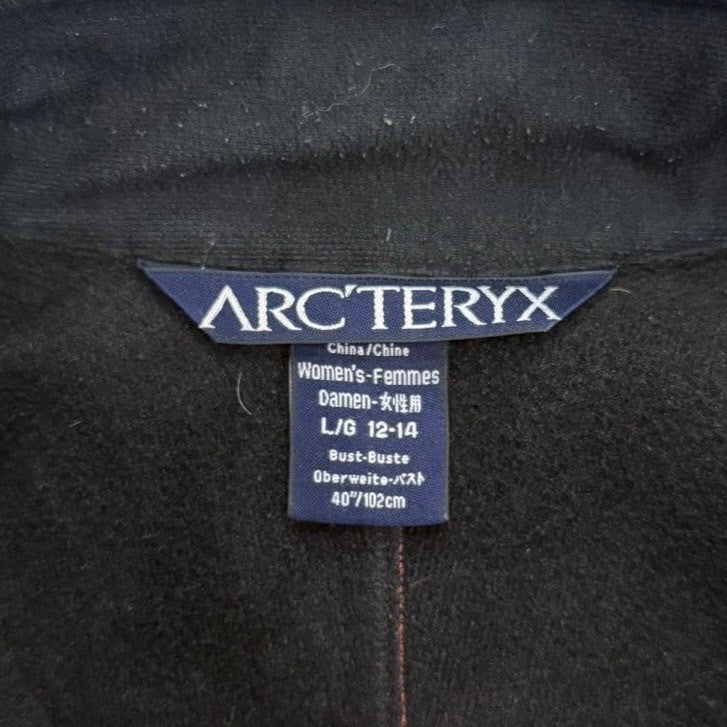 ARC'TERYX
China/Chine
Women's-Femmes
Damen-女性用
L/G 12-14
Bust-Buste
Oberweite-バスト
40"/102cm